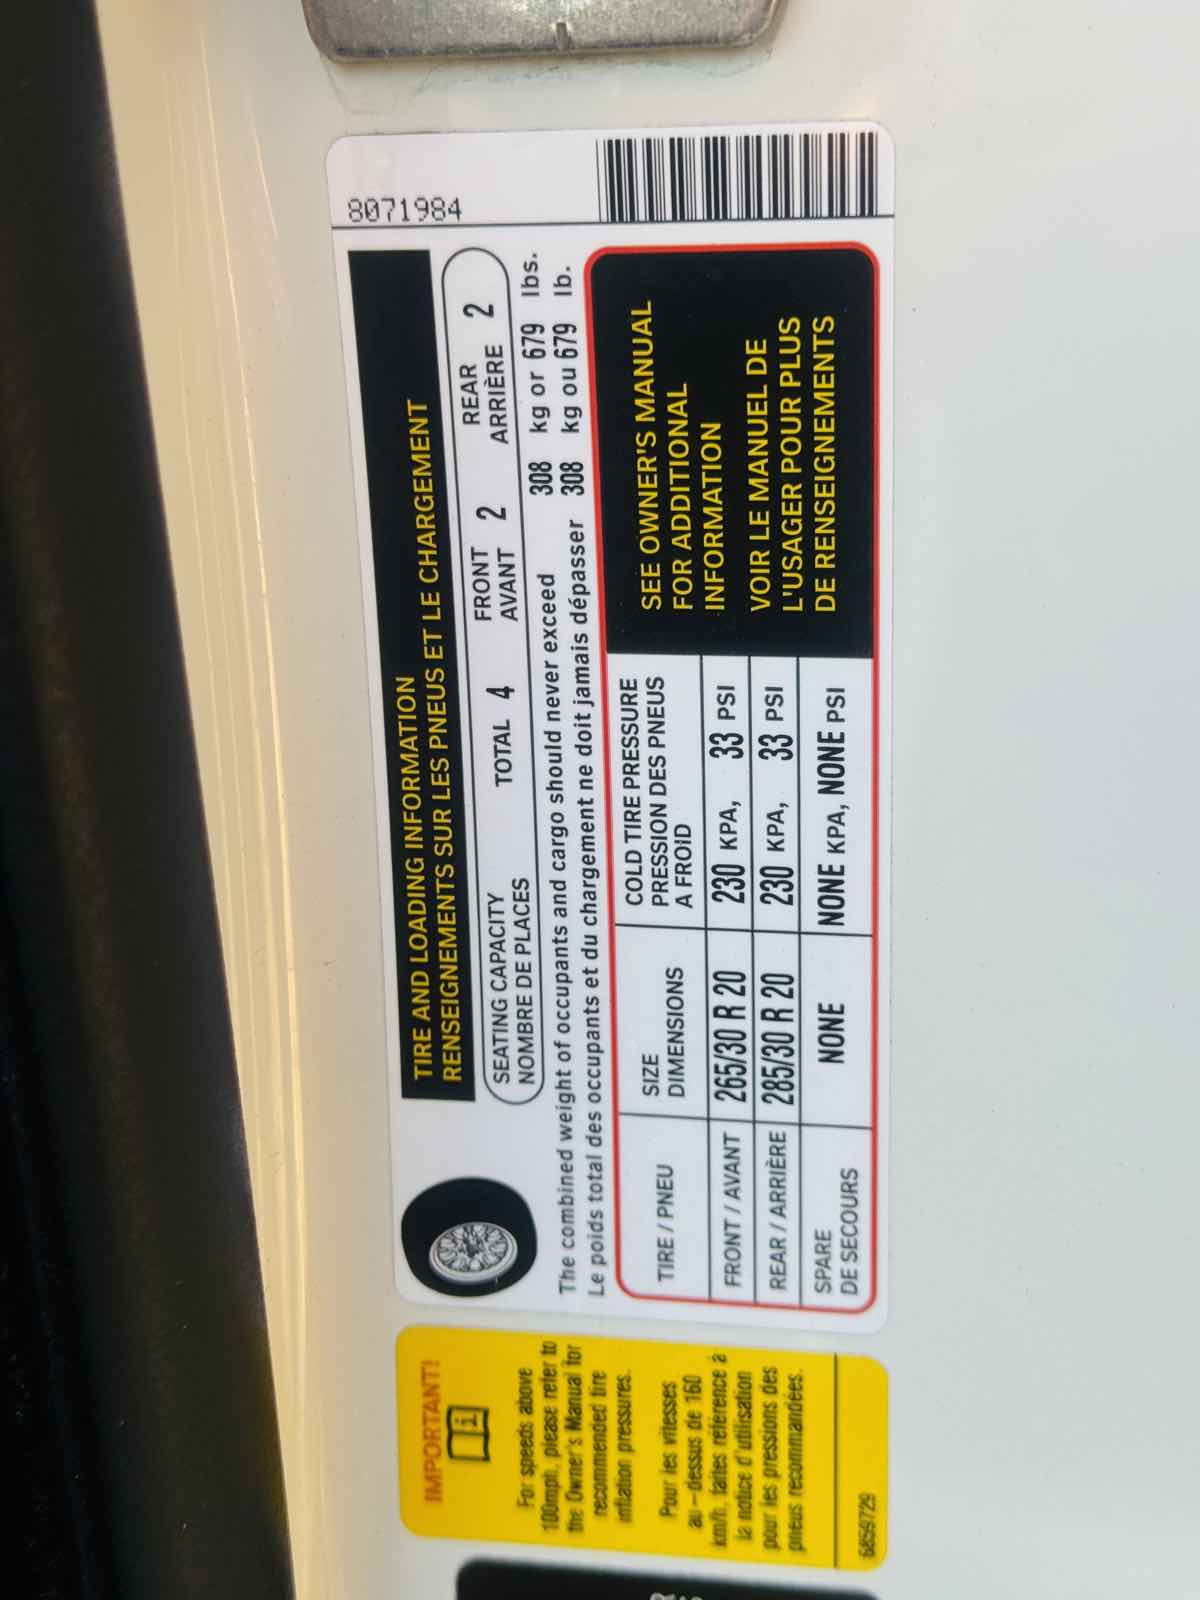 8071984
TIRE AND LOADING INFORMATION
RENSEIGNEMENTS SUR LES PNEUS ET LE CHARGEMENT
SEATING CAPACITY
NOMBRE DE PLACES
TOTAL 4
FRONT
AVANT 2
REAR
ARRIÈRE 2
The combined weight of occupants and cargo should never exceed 308 kg or 679 lbs.
Le poids total des occupants et du chargement ne doit jamais dépasser 308 kg ou 679 lb.
TIRE / PNEU
SIZE
DIMENSIONS
COLD TIRE PRESSURE
PRESSION DES PNEUS
A FROID
FRONT / AVANT 265/30 R 20 230 KPA, 33 PSI
REAR / ARRIÈRE 285/30 R 20 230 KPA, 33 PSI
SPARE
DE SECOURS
NONE NONE KPA, NONE PSI
SEE OWNER'S MANUAL
FOR ADDITIONAL
INFORMATION
VOIR LE MANUEL DE
L'USAGER POUR PLUS
DE RENSEIGNEMENTS
IMPORTANT!
For speeds above
100mph, please refer to
the Owner's Manual for
recommended tire
inflation pressures.
Pour les vitesses
au-dessus de 160
km/h, faites référence à
la notice d'utilisation
pour les pressions des
pneus recommandées.